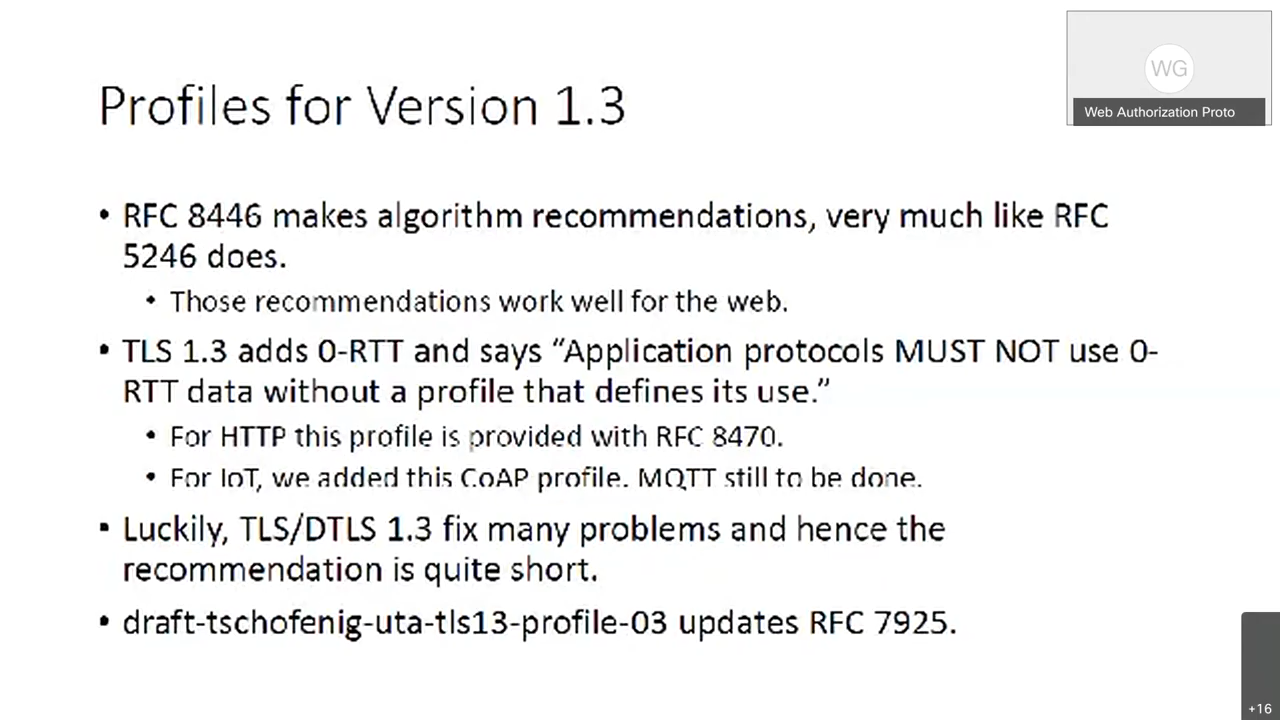 WG
Web Authorization Proto
Profiles for Version 1.3
• RFC 8446 makes algorithm recommendations, very much like RFC
5246 does.
• Those recommendations work well for the web.
• TLS 1.3 adds 0-RTT and says “Application protocols MUST NOT use 0-
RTT data without a profile that defines its use.”
• For HTTP this profile is provided with RFC 8470.
• For IoT, we added this CoAP profile. MQTT still to be done.
• Luckily, TLS/DTLS 1.3 fix many problems and hence the
recommendation is quite short.
• draft-tschofenig-uta-tls13-profile-03 updates RFC 7925.
+16